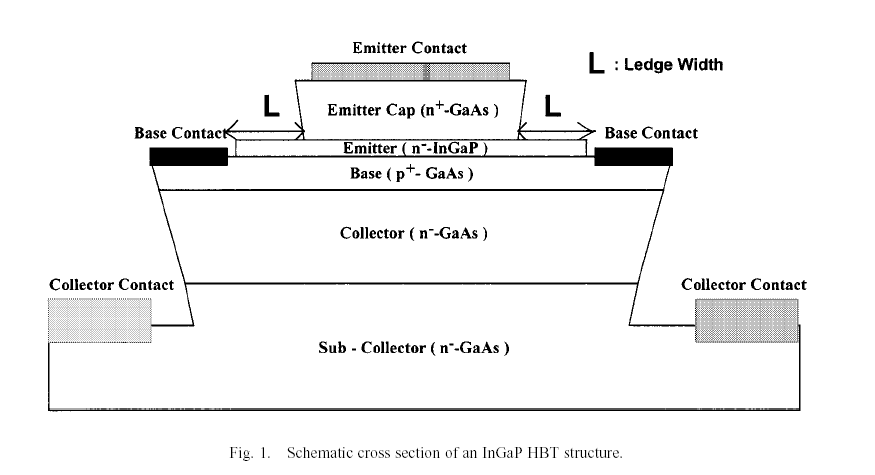 Emitter Contact
L : Ledge Width
L
Emitter Cap (n+-GaAs )
L
Base Contact
Base Contact
Emitter ( n--InGaP )
Base ( p+- GaAs )
Collector ( n--GaAs )
Collector Contact
Collector Contact
Sub - Collector ( n--GaAs )
Fig. 1. Schematic cross section of an InGaP HBT structure.